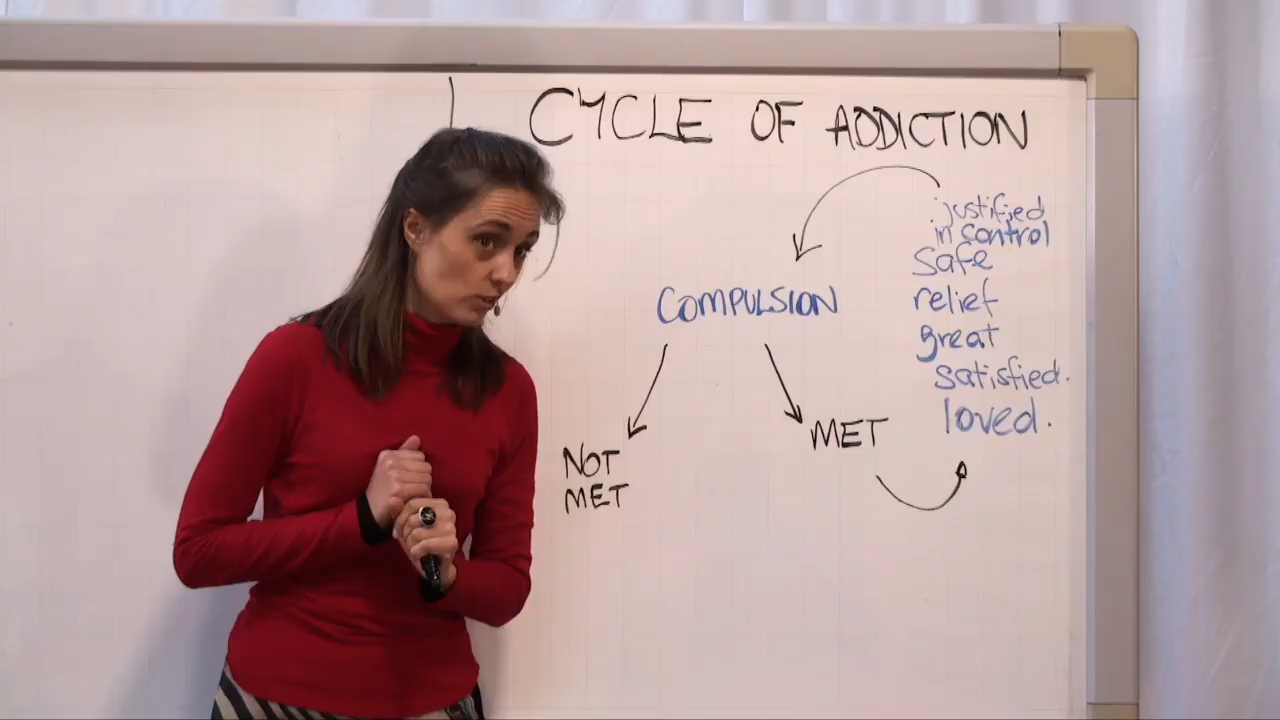 CYCLE OF ADDICTION
justified
in control
safe
relief
great
satisfied.
loved.
COMPULSION
MET
NOT
MET